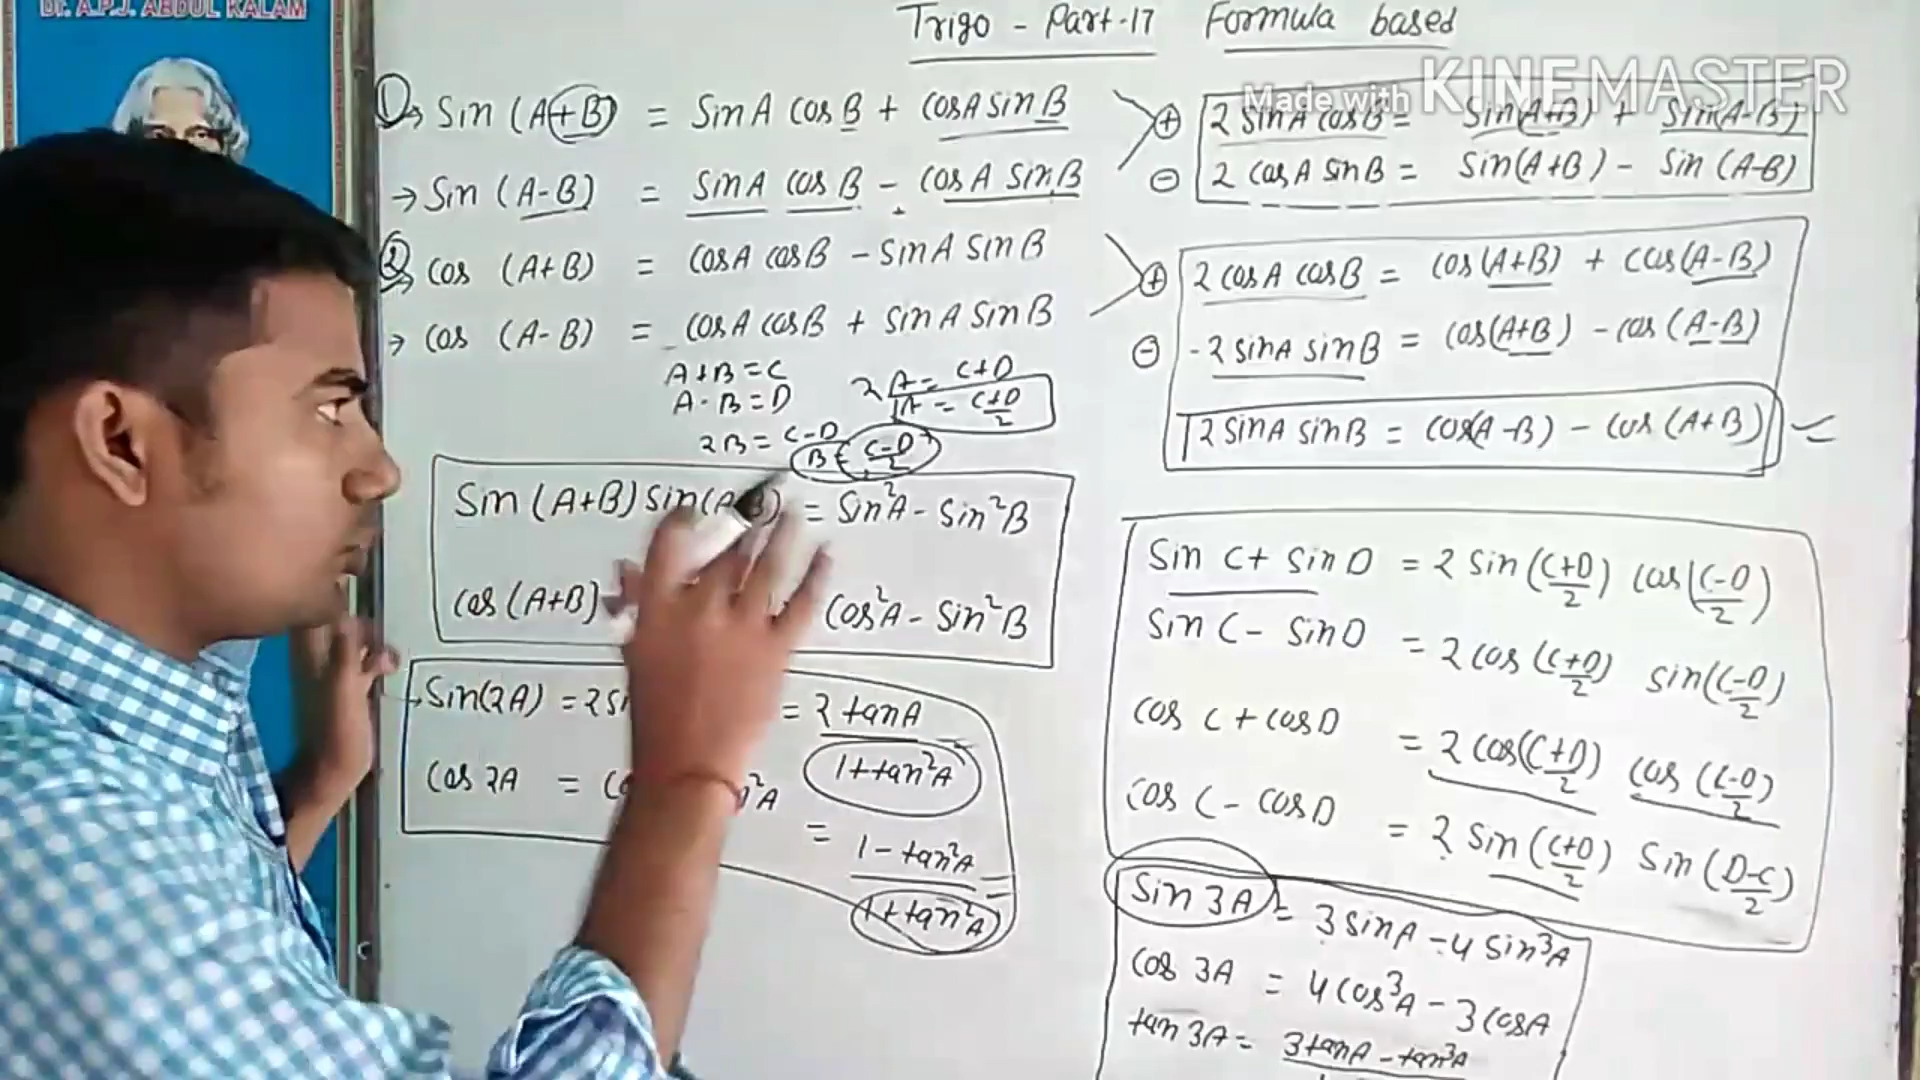 Dr. A.P.J. ABDUL KALAM
Trigo - Part-17 Formula based
Made with KINEMASTER
① → Sin (A+B) = SinA cosB + cosA sinB
→ Sin (A-B) = SinA cosB - cosA sinB
② → cos (A+B) = cosA cosB - sinA sinB
→ cos (A-B) = cosA cosB + sinA sinB
A+B = C
A-B = D
2A = C+D
A = C+D/2
2B = C-D
B = C-D/2
Sin (A+B) sin(A-B) = Sin²A - Sin²B
cos (A+B) cos²A - Sin²B
→ Sin(2A) = 2 = 2 tanA / 1+tan²A
cos 2A = = 1-tan²A / 1+tan²A
⊕ 2 sinA cosB = Sin(A+B) + Sin(A-B)
⊖ 2 cosA sinB = Sin(A+B) - Sin (A-B)
⊕ 2 cosA cosB = cos(A+B) + cos(A-B)
⊖ -2 sinA sinB = cos(A+B) - cos (A-B)
2 sinA sinB = cos(A-B) - cos (A+B)
Sin C + sin D = 2 sin (C+D/2) cos (C-D/2)
Sin C - sin D = 2 cos (C+D/2) sin (C-D/2)
cos C + cos D = 2 cos (C+D/2) cos (C-D/2)
cos C - cos D = 2 sin (C+D/2) Sin (D-C/2)
Sin 3A = 3 sinA - 4 sin³A
cos 3A = 4 cos³A - 3 cosA
tan 3A = 3tanA - tan³A